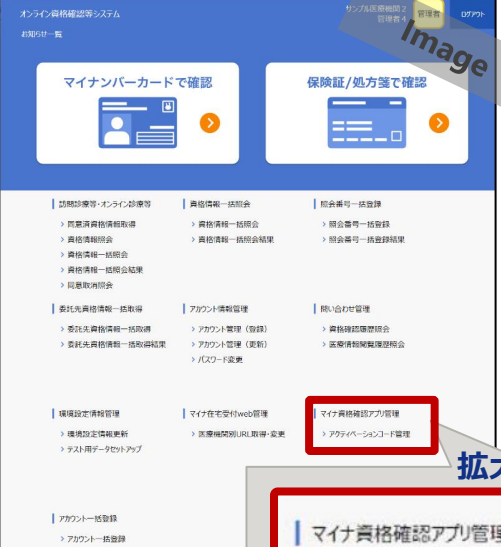 オンライン資格確認等システム
サンプル医療機関2
管理者4
管理者
ログアウト
お知らせ一覧
Image
マイナンバーカードで確認
保険証/処方箋で確認
訪問診療等・オンライン診療等
資格情報一括照会
照会番号一括登録
> 同意済資格情報取得
> 資格情報一括照会
> 照会番号一括登録
> 資格情報照会
> 資格情報一括照会結果
> 照会番号一括登録結果
> 資格情報一括照会
> 資格情報一括照会結果
> 同意取消照会
委託先資格情報一括取得
アカウント情報管理
問い合わせ管理
> 委託先資格情報一括取得
> アカウント管理(登録)
> 資格確認履歴照会
> 委託先資格情報一括取得結果
> アカウント管理(更新)
> 医療情報閲覧履歴照会
> パスワード変更
環境設定情報管理
マイナ在宅受付web管理
マイナ資格確認アプリ管理
> 環境設定情報更新
> 医療機関別URL取得・変更
> アクティベーションコード管理
> テスト用データセットアップ
拡大
アカウント一括登録
> アカウント一括登録
マイナ資格確認アプリ管理